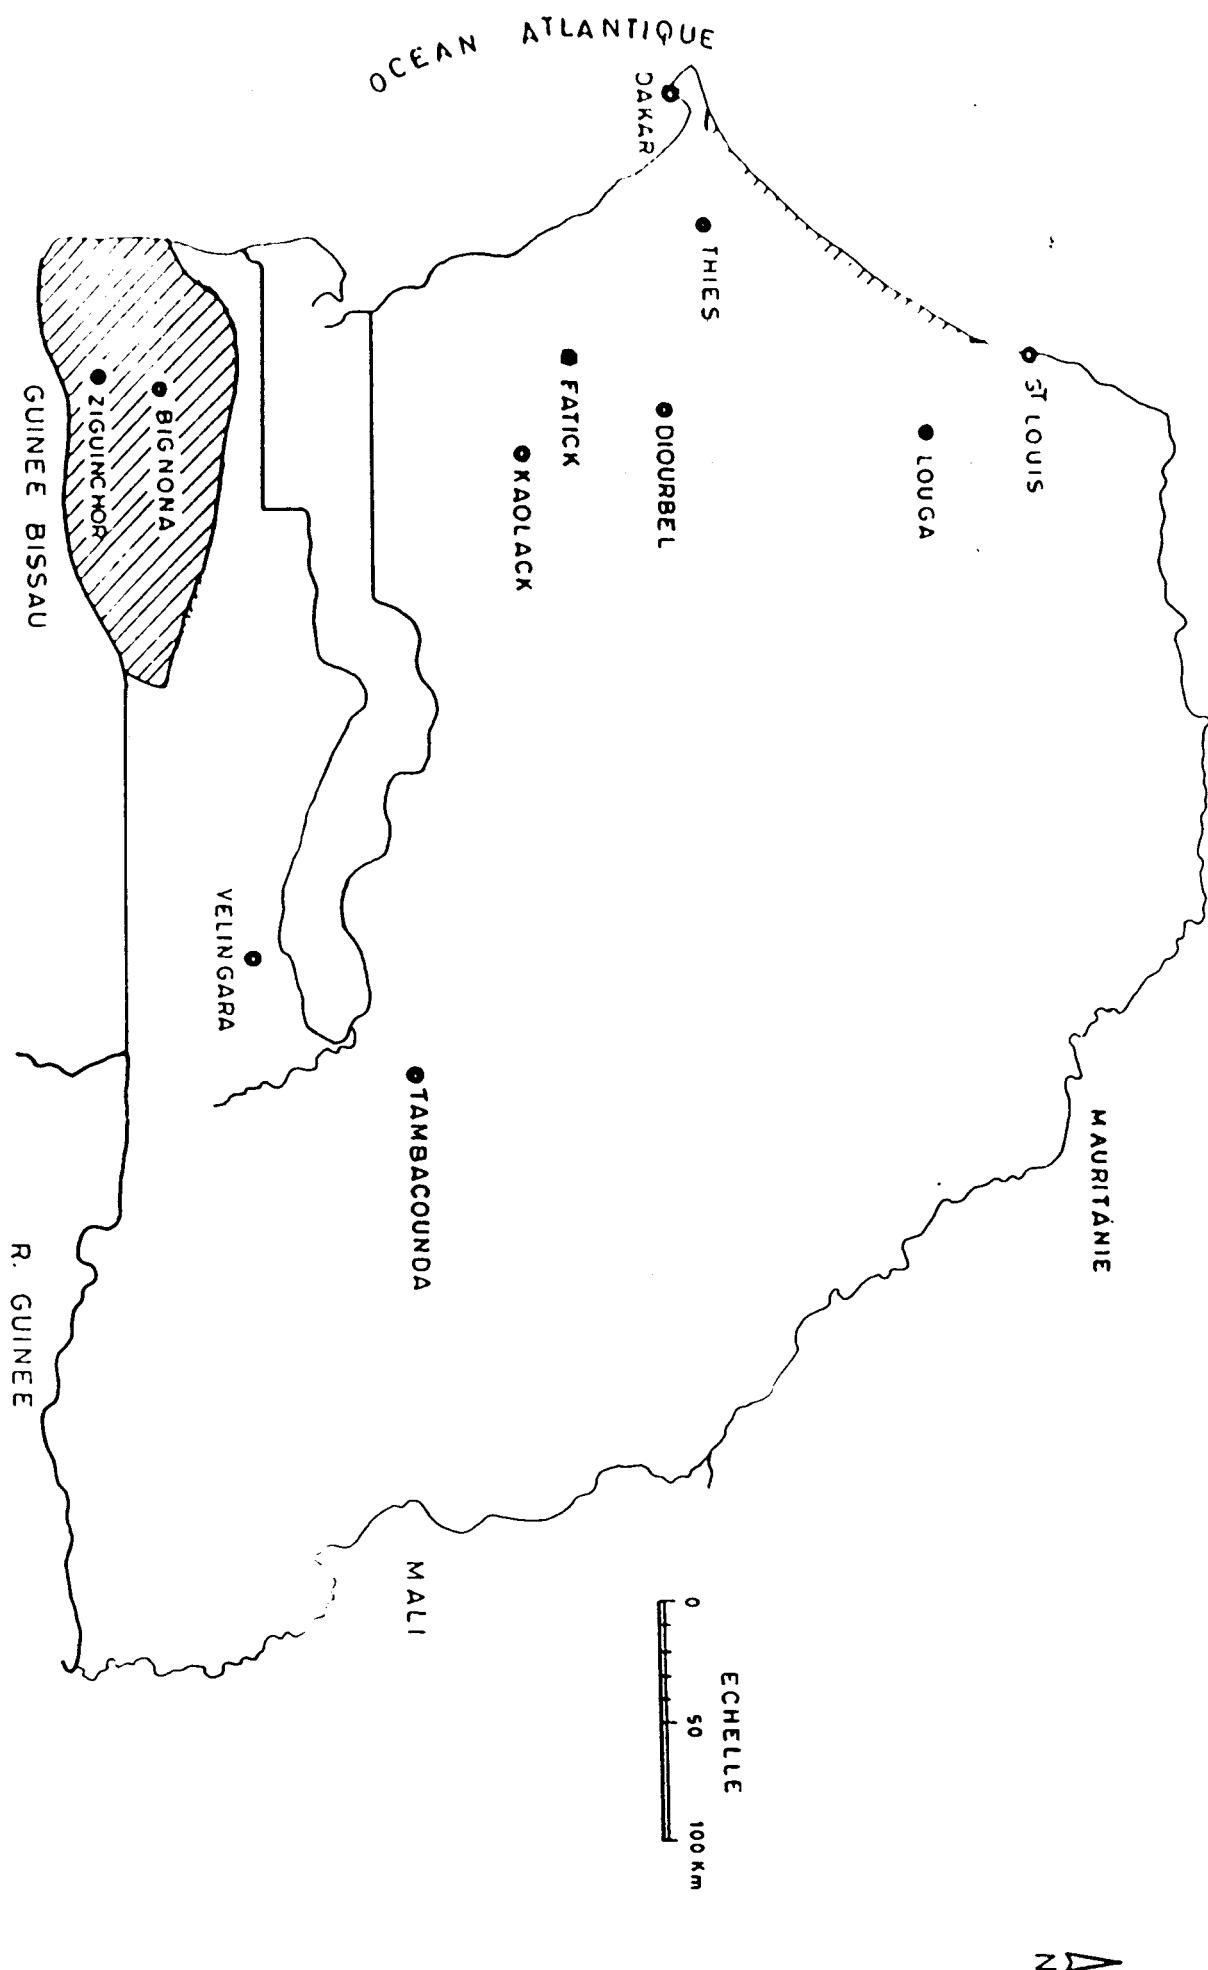 OCEAN ATLANTIQUE
N
MAURITANIE
ST LOUIS
LOUGA
DAKAR
THIES
DIOURBEL
FATICK
KAOLACK
TAMBACOUNDA
VELINGARA
BIGNONA
ZIGUINCHOR
GUINEE BISSAU
R. GUINEE
MALI
ECHELLE
0 50 100 Km